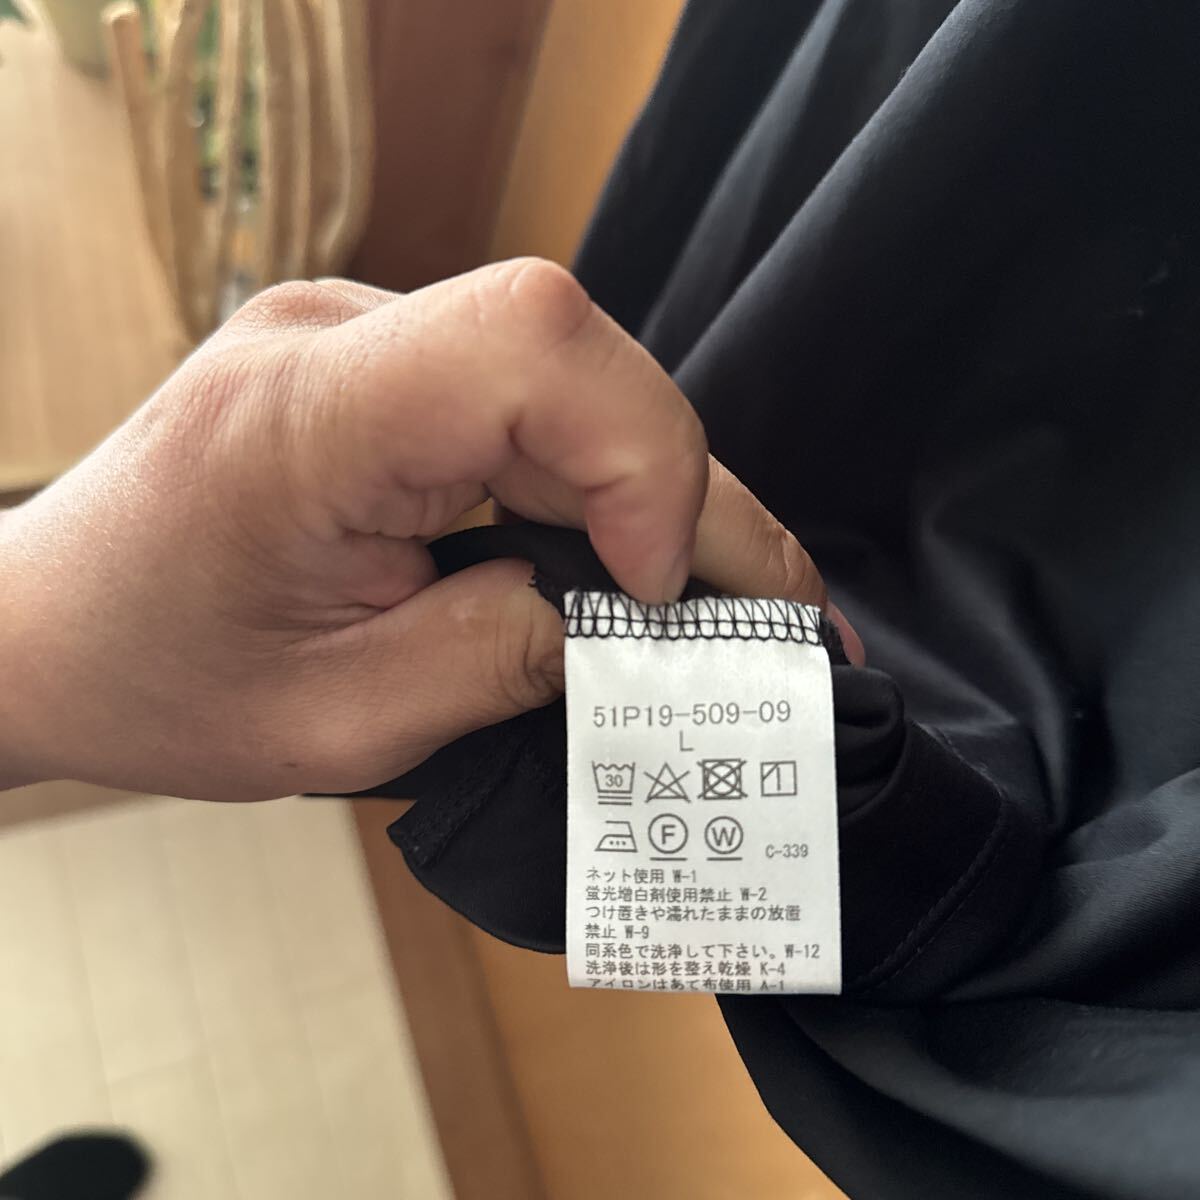 51P19-509-09
L
30
F W C-339
ネット使用 W-1
蛍光増白剤使用禁止 W-2
つけ置きや濡れたままの放置
禁止 W-9
同系色で洗浄して下さい。W-12
洗浄後は形を整え乾燥 K-4
アイロンはあて布使用 A-1